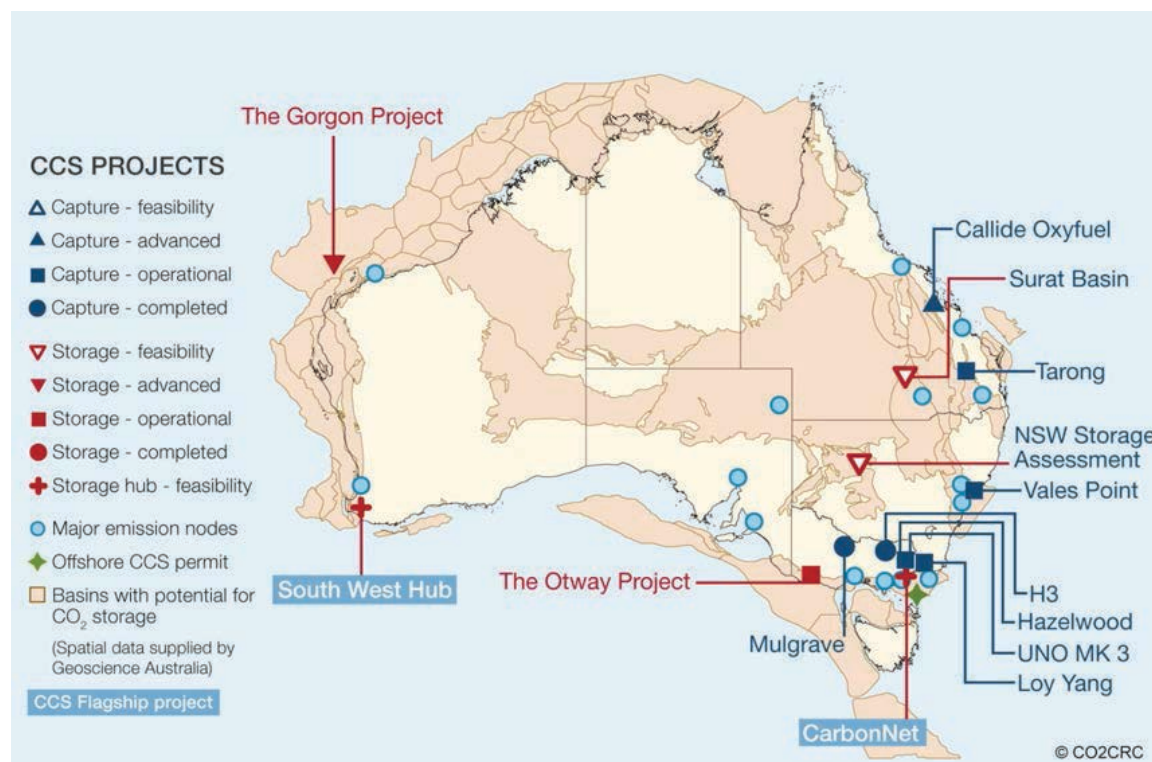 The Gorgon Project
CCS PROJECTS
Capture - feasibility
Capture - advanced
Capture - operational
Capture - completed
Storage - feasibility
Storage - advanced
Storage - operational
Storage - completed
Storage hub - feasibility
Major emission nodes
Offshore CCS permit
Basins with potential for
CO₂ storage
(Spatial data supplied by
Geoscience Australia)
CCS Flagship project
Callide Oxyfuel
Surat Basin
Tarong
NSW Storage
Assessment
Vales Point
South West Hub
The Otway Project
Mulgrave
H3
Hazelwood
UNO MK 3
Loy Yang
CarbonNet
© CO2CRC